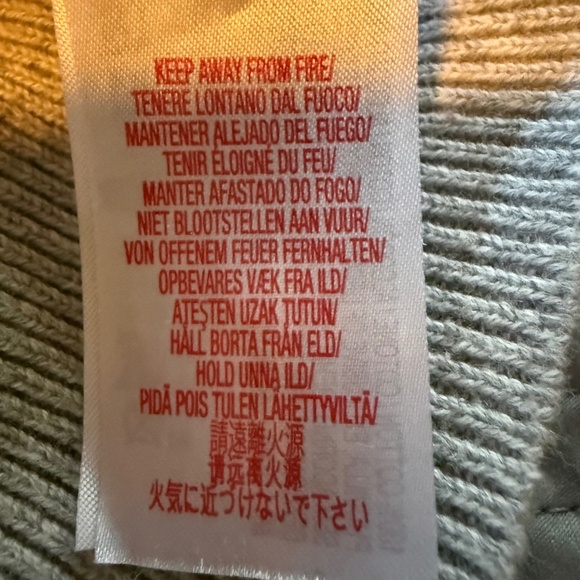 KEEP AWAY FROM FIRE/
TENERE LONTANO DAL FUOCO/
MANTENER ALEJADO DEL FUEGO/
TENIR ELOIGNÉ DU FEU/
MANTER AFASTADO DO FOGO/
NIET BLOOTSTELLEN AAN VUUR/
VON OFFENEM FEUER FERNHALTEN/
OPBEVARES VÆK FRA ILD/
ATEŞTEN UZAK TUTUN/
HÅLL BORTA FRÅN ELD/
HOLD UNNA ILD/
PIDÄ POIS TULEN LÄHETTYVILTÄ/
請遠離火源
请远离火源
火気に近づけないで下さい